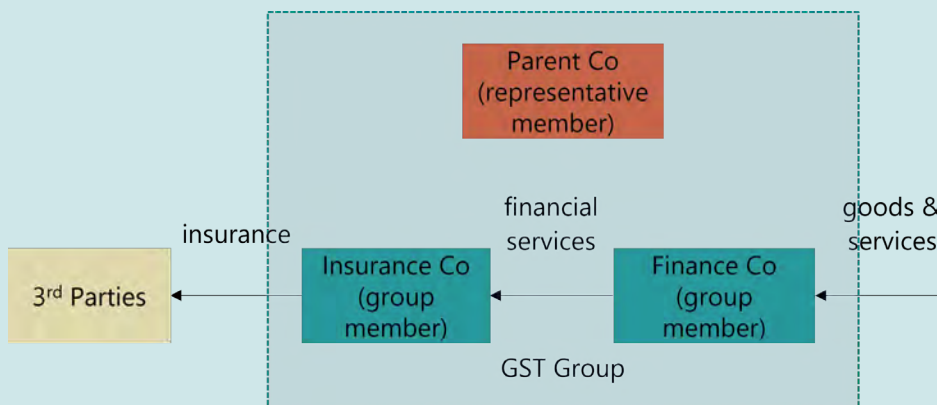 Parent Co
(representative
member)
financial
services
goods &
services
insurance
3rd Parties
Insurance Co
(group
member)
Finance Co
(group
member)
GST Group